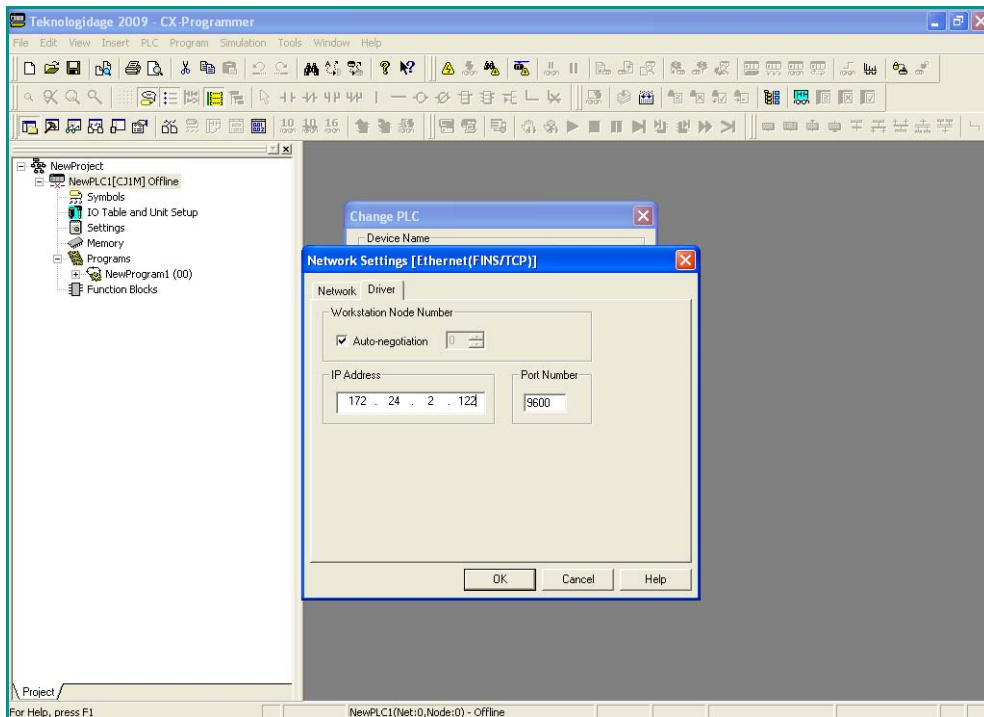 Teknologidage 2009 - CX-Programmer
File Edit View Insert PLC Program Simulation Tools Window Help
10 10 16
NewProject
NewPLC1[CJ1M] Offline
Symbols
IO Table and Unit Setup
Settings
Memory
Programs
NewProgram1 (00)
Function Blocks
Change PLC
Device Name
Network Settings [Ethernet(FINS/TCP)]
Network Driver
Workstation Node Number
Auto-negotiation 0
IP Address Port Number
172 . 24 . 2 . 122 9600
OK Cancel Help
Project
For Help, press F1 NewPLC1(Net:0,Node:0) - Offline